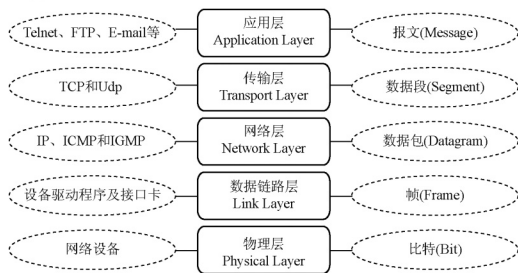 Telnet、FTP、E-mail等
应用层
Application Layer
报文(Message)
TCP和Udp
传输层
Transport Layer
数据段(Segment)
IP、ICMP和IGMP
网络层
Network Layer
数据包(Datagram)
设备驱动程序及接口卡
数据链路层
Link Layer
帧(Frame)
网络设备
物理层
Physical Layer
比特(Bit)